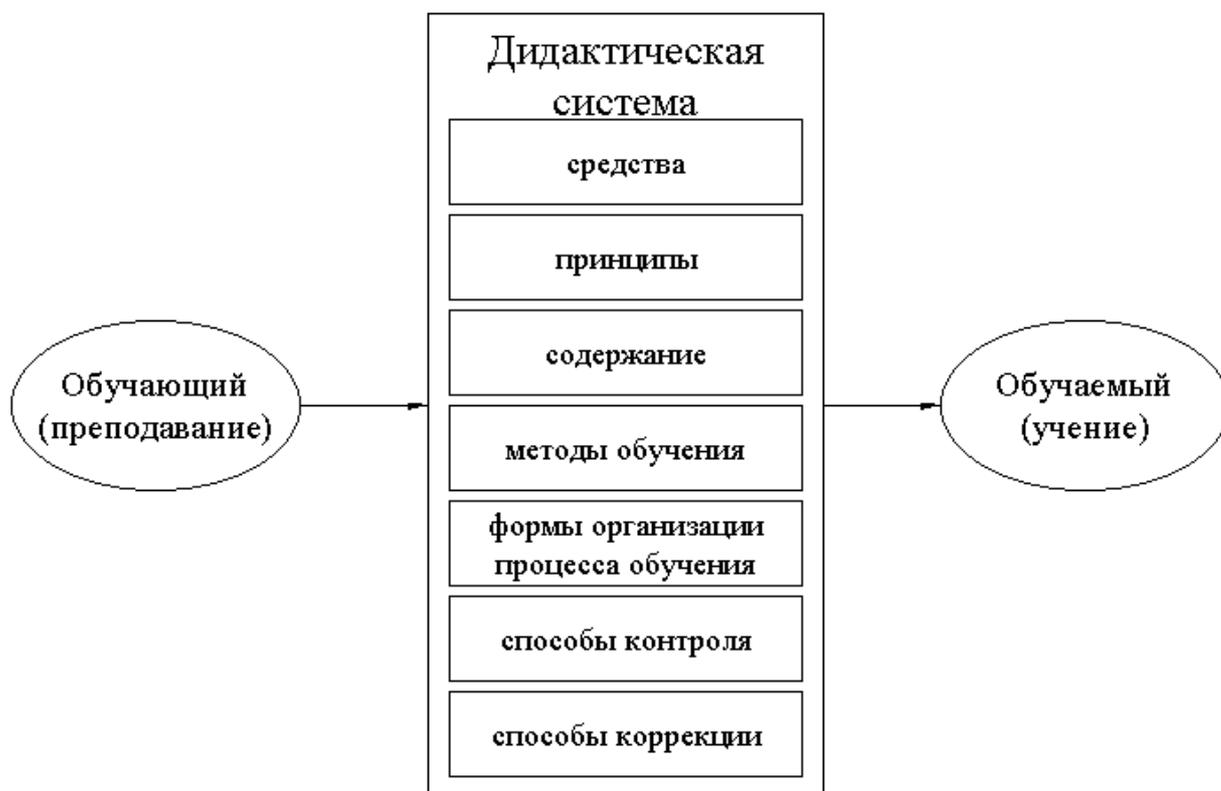 Дидактическая
система
средства
принципы
содержание
Обучающий
(преподавание)
Обучаемый
(учение)
методы обучения
формы организации
процесса обучения
способы контроля
способы коррекции